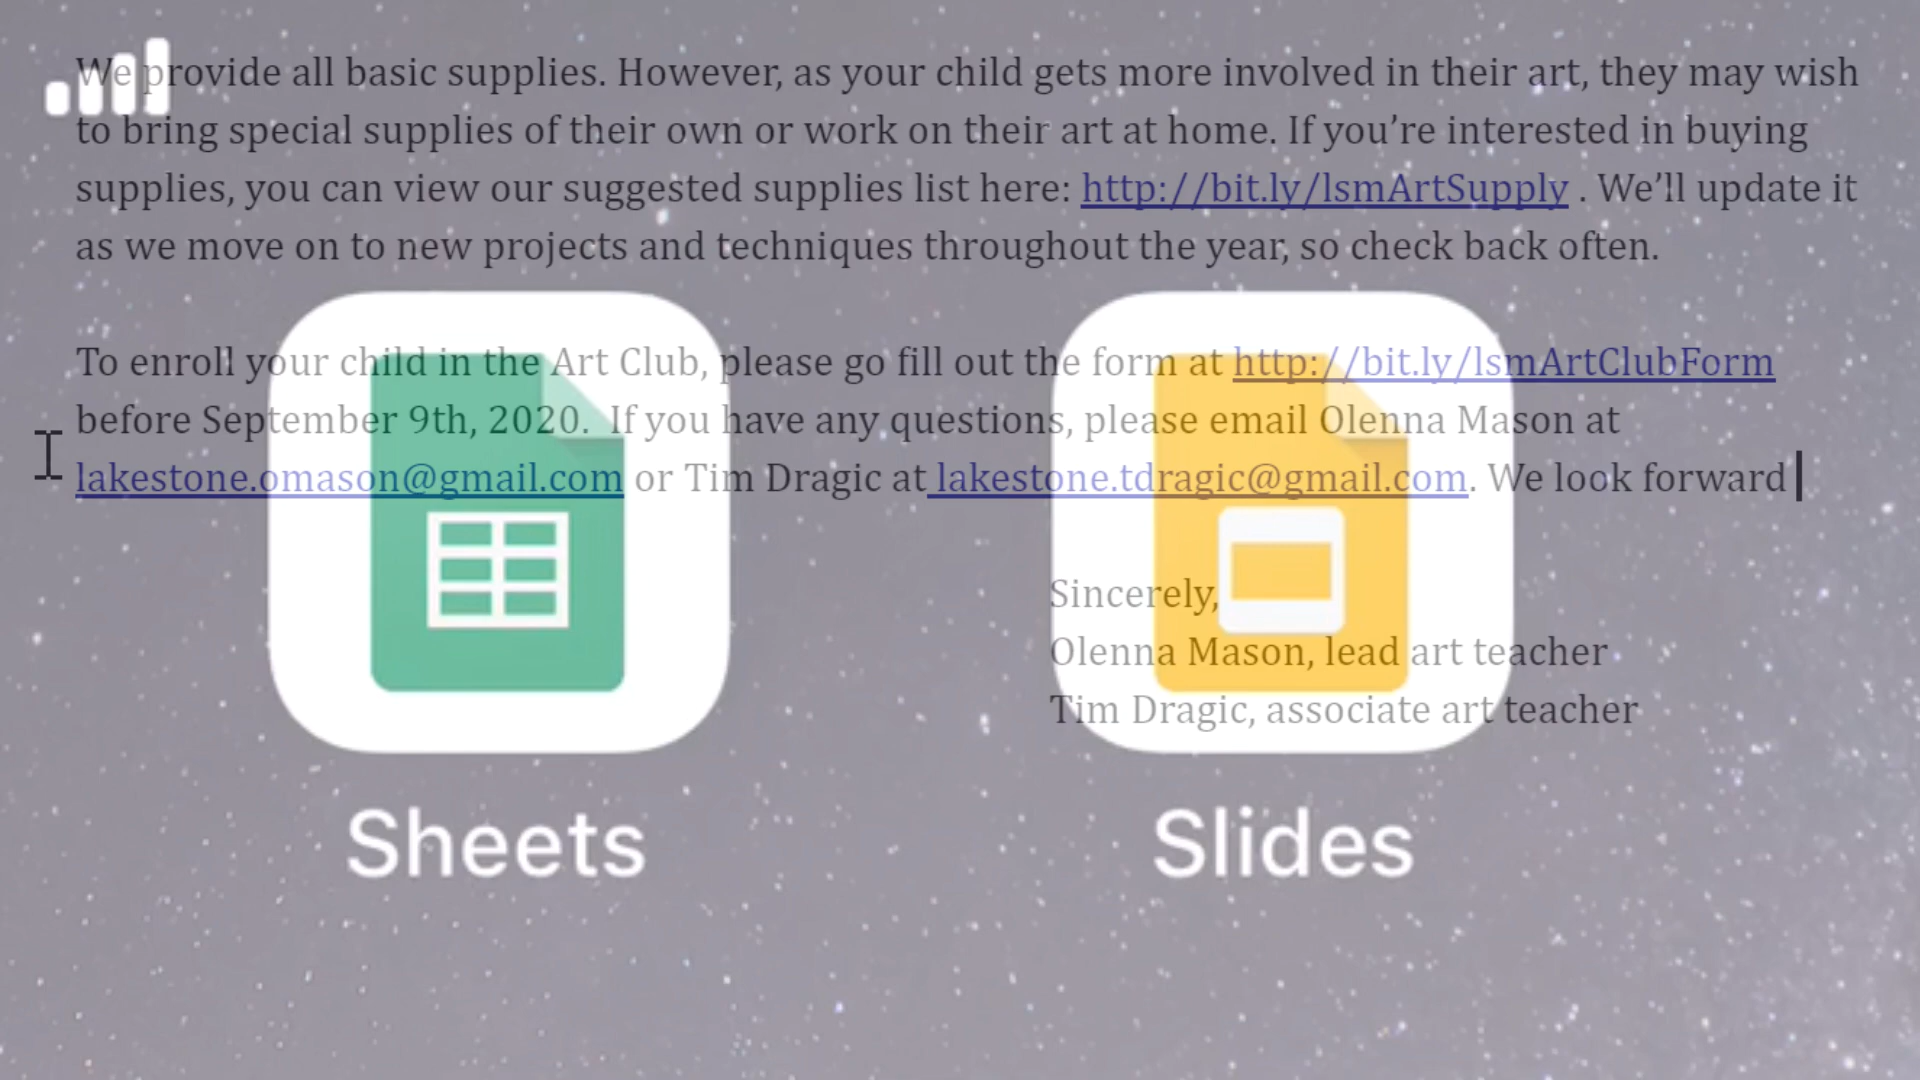 We provide all basic supplies. However, as your child gets more involved in their art, they may wish
to bring special supplies of their own or work on their art at home. If you’re interested in buying
supplies, you can view our suggested supplies list here: http://bit.ly/lsmArtSupply . We’ll update it
as we move on to new projects and techniques throughout the year, so check back often.
To enroll your child in the Art Club, please go fill out the form at http://bit.ly/lsmArtClubForm
before September 9th, 2020.  If you have any questions, please email Olenna Mason at
lakestone.omason@gmail.com or Tim Dragic at lakestone.tdragic@gmail.com. We look forward
Sincerely,
Olenna Mason, lead art teacher
Tim Dragic, associate art teacher
Sheets
Slides